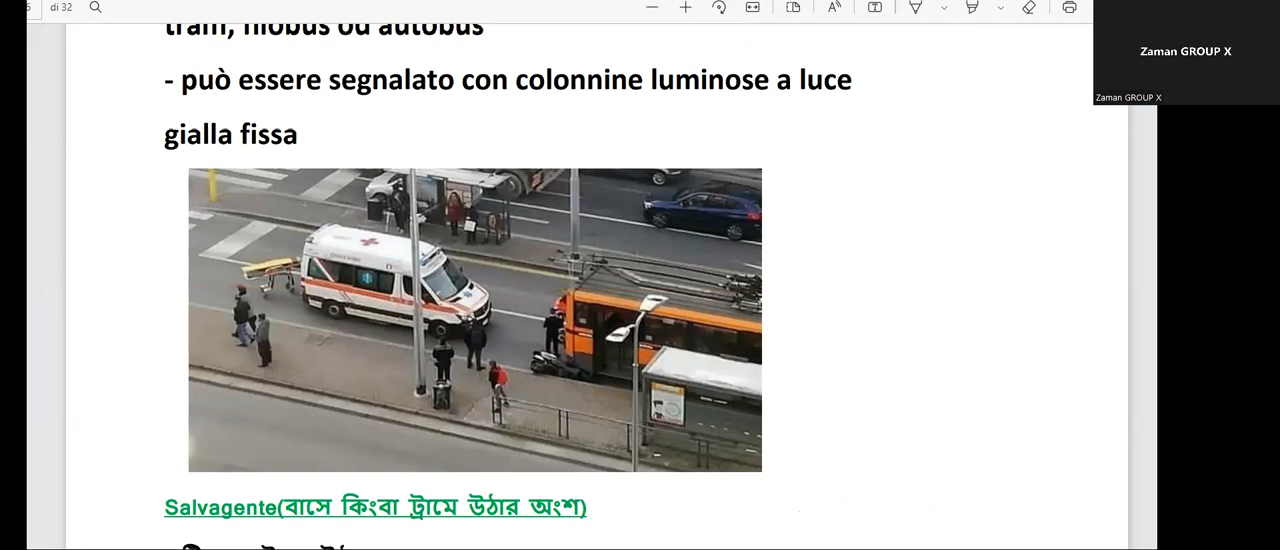 di 32
Zaman GROUP X
Zaman GROUP X
tram, filobus od autobus
- può essere segnalato con colonnine luminose a luce
gialla fissa
Salvagente(বাসে কিংবা ট্রামে উঠার অংশ)